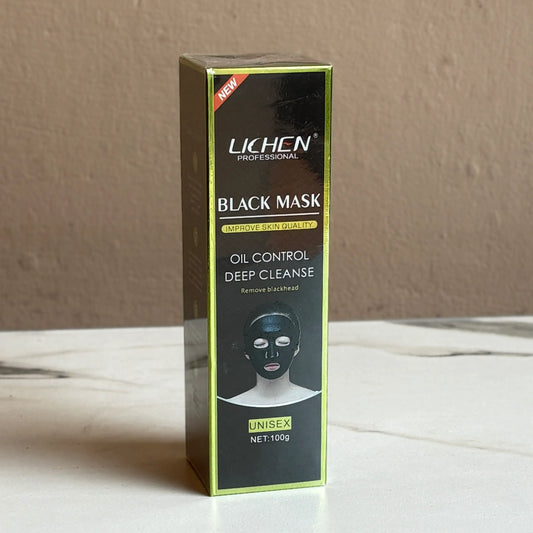 NEW
LICHEN®
PROFESSIONAL
BLACK MASK
IMPROVE SKIN QUALITY
OIL CONTROL
DEEP CLEANSE
Remove blackhead
UNISEX
NET:100g